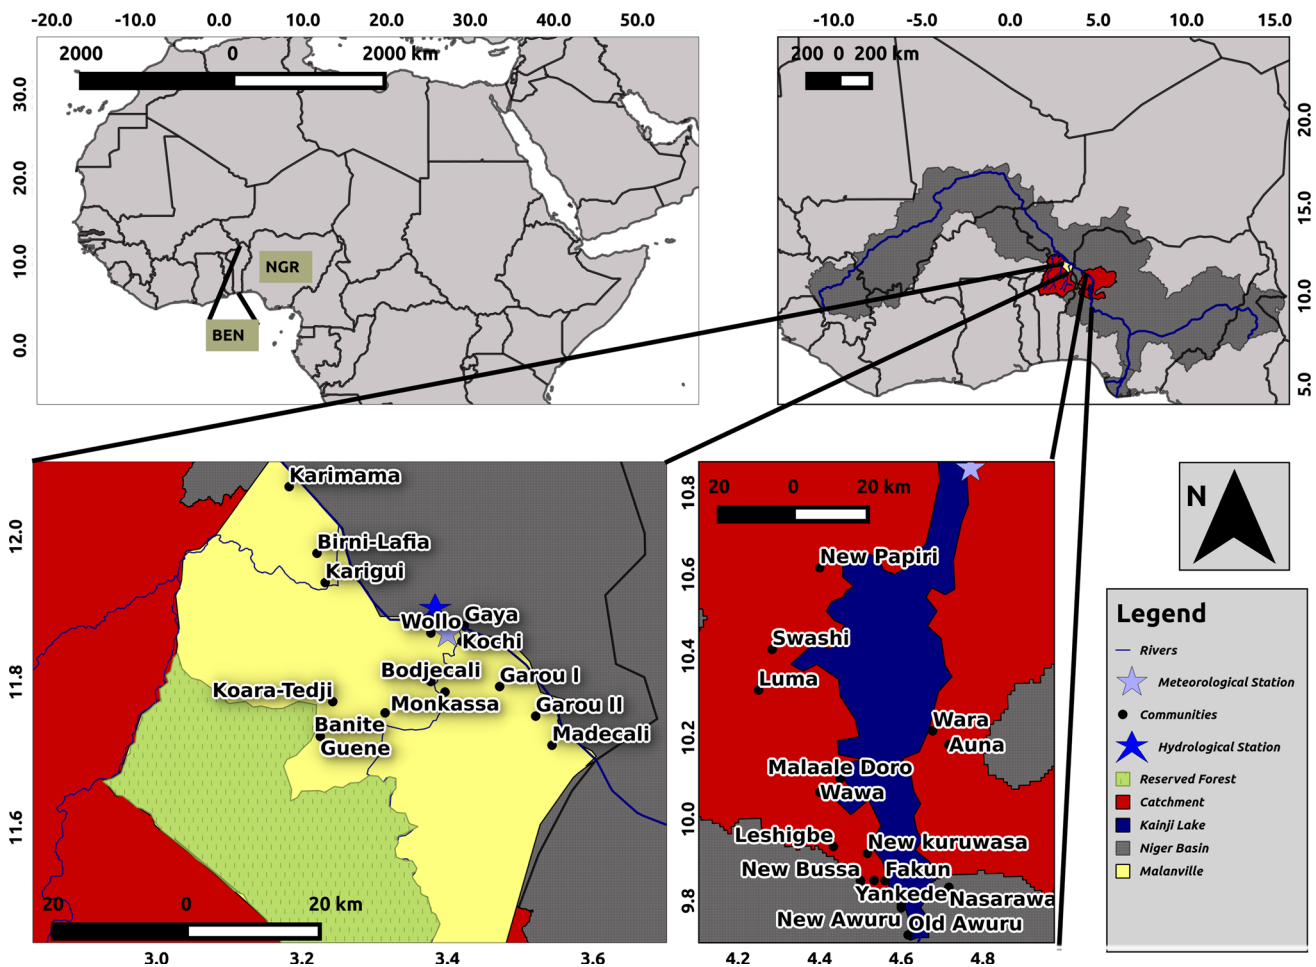 -20.0 -10.0 0.0 10.0 20.0 30.0 40.0 50.0
2000 0 2000 km
30.0
20.0
10.0
0.0
NGR
BEN
-10.0 -5.0 0.0 5.0 10.0 15.0
200 0 200 km
20.0
15.0
10.0
5.0
12.0
11.8
11.6
Karimama
Birni-Lafia
Karigui
Wollo
Gaya
Kochi
Bodjecali
Garou I
Koara-Tedji
Monkassa
Garou II
Banite
Madecali
Guene
20 0 20 km
3.0 3.2 3.4 3.6
10.8
10.6
10.4
10.2
10.0
9.8
20 0 20 km
New Papiri
Swashi
Luma
Wara
Auna
Malaale Doro
Wawa
Leshigbe
New kuruwasa
New Bussa
Fakun
Yankede
Nasarawa
New Awuru
Old Awuru
4.2 4.4 4.6 4.8
N
Legend
Rivers
Meteorological Station
Communities
Hydrological Station
Reserved Forest
Catchment
Kainji Lake
Niger Basin
Malanville